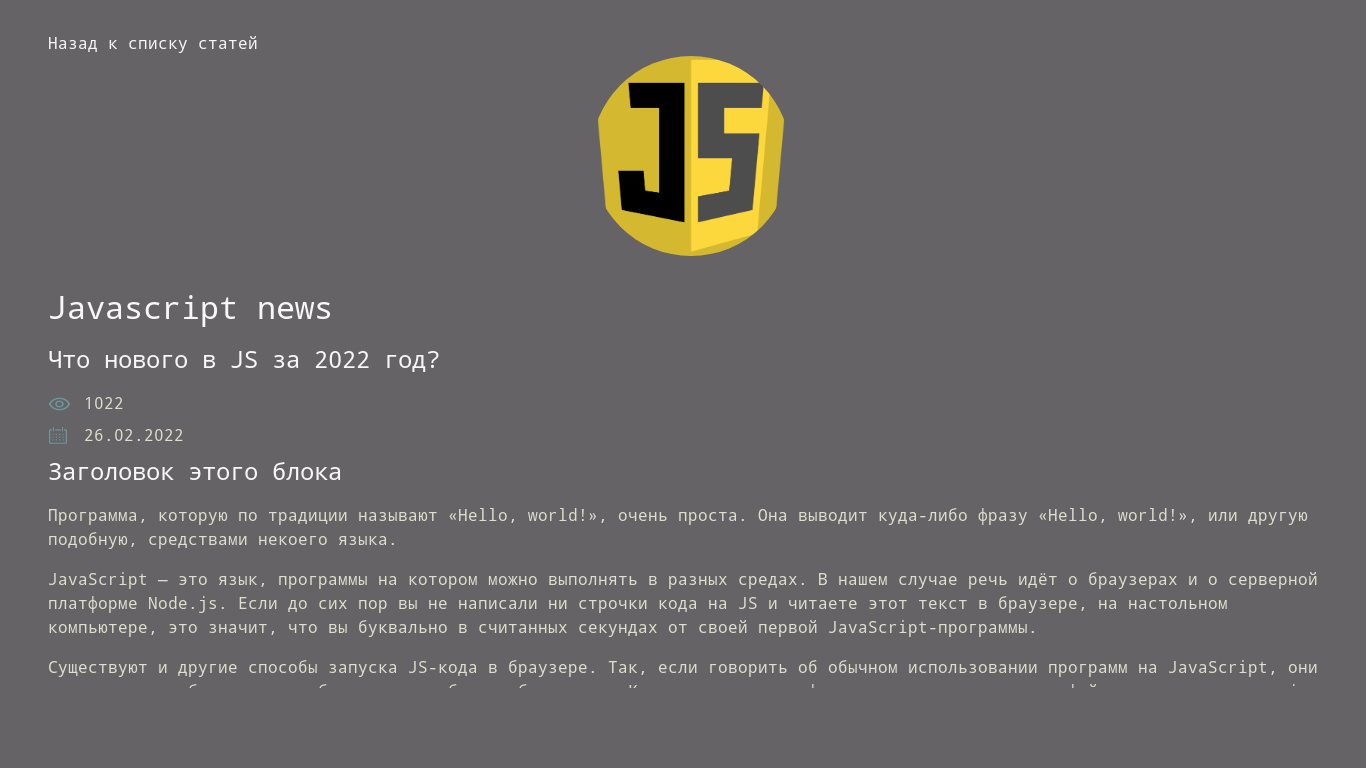 Назад к списку статей
JS
Javascript news
Что нового в JS за 2022 год?
1022
26.02.2022
Заголовок этого блока
Программа, которую по традиции называют «Hello, world!», очень проста. Она выводит куда-либо фразу «Hello, world!», или другую
подобную, средствами некоего языка.
JavaScript — это язык, программы на котором можно выполнять в разных средах. В нашем случае речь идёт о браузерах и о серверной
платформе Node.js. Если до сих пор вы не написали ни строчки кода на JS и читаете этот текст в браузере, на настольном
компьютере, это значит, что вы буквально в считанных секундах от своей первой JavaScript-программы.
Существуют и другие способы запуска JS-кода в браузере. Так, если говорить об обычном использовании программ на JavaScript, они